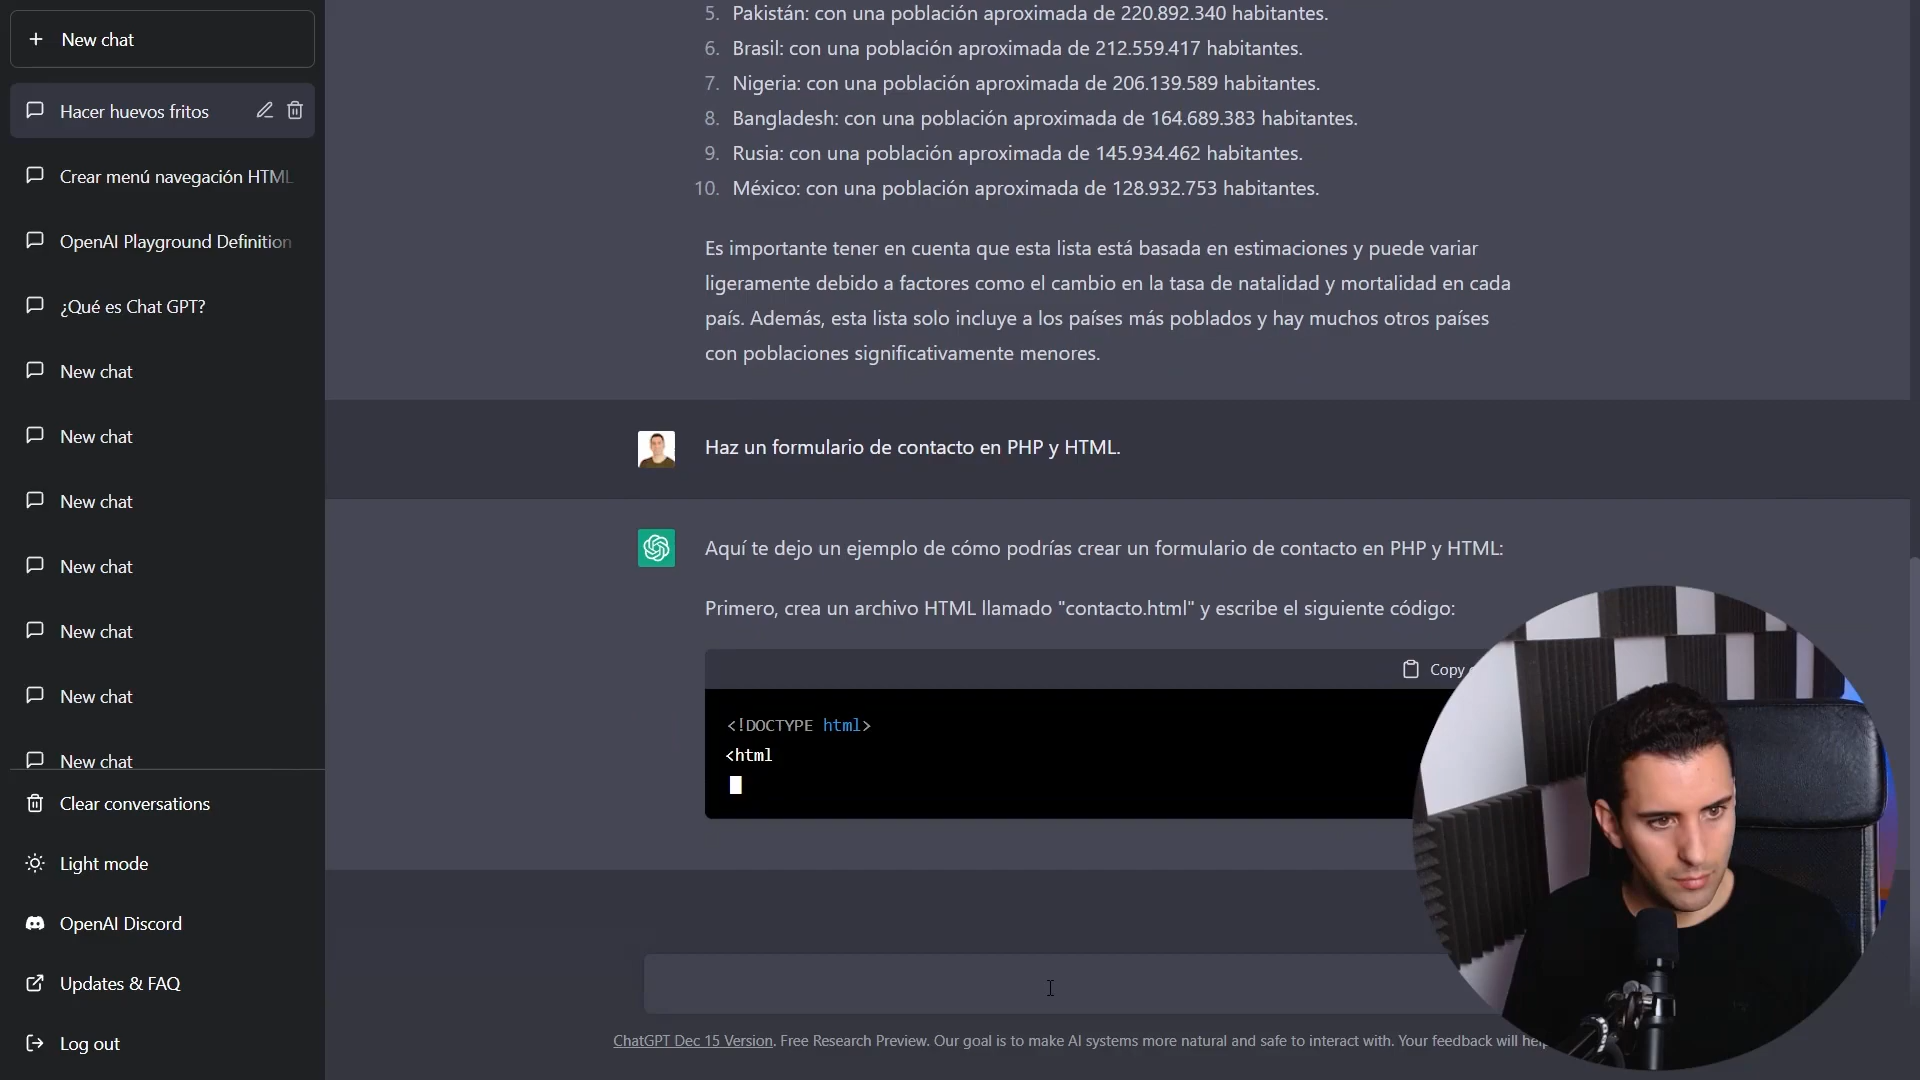 New chat
Hacer huevos fritos
Crear menú navegación HTML
OpenAI Playground Definition
¿Qué es Chat GPT?
New chat
New chat
New chat
New chat
New chat
New chat
New chat
Clear conversations
Light mode
OpenAI Discord
Updates & FAQ
Log out
5. Pakistán: con una población aproximada de 220.892.340 habitantes.
6. Brasil: con una población aproximada de 212.559.417 habitantes.
7. Nigeria: con una población aproximada de 206.139.589 habitantes.
8. Bangladesh: con una población aproximada de 164.689.383 habitantes.
9. Rusia: con una población aproximada de 145.934.462 habitantes.
10. México: con una población aproximada de 128.932.753 habitantes.
Es importante tener en cuenta que esta lista está basada en estimaciones y puede variar
ligeramente debido a factores como el cambio en la tasa de natalidad y mortalidad en cada
país. Además, esta lista solo incluye a los países más poblados y hay muchos otros países
con poblaciones significativamente menores.
Haz un formulario de contacto en PHP y HTML.
Aquí te dejo un ejemplo de cómo podrías crear un formulario de contacto en PHP y HTML:
Primero, crea un archivo HTML llamado "contacto.html" y escribe el siguiente código:
Copy
<!DOCTYPE html>
<html
ChatGPT Dec 15 Version. Free Research Preview. Our goal is to make AI systems more natural and safe to interact with. Your feedback will